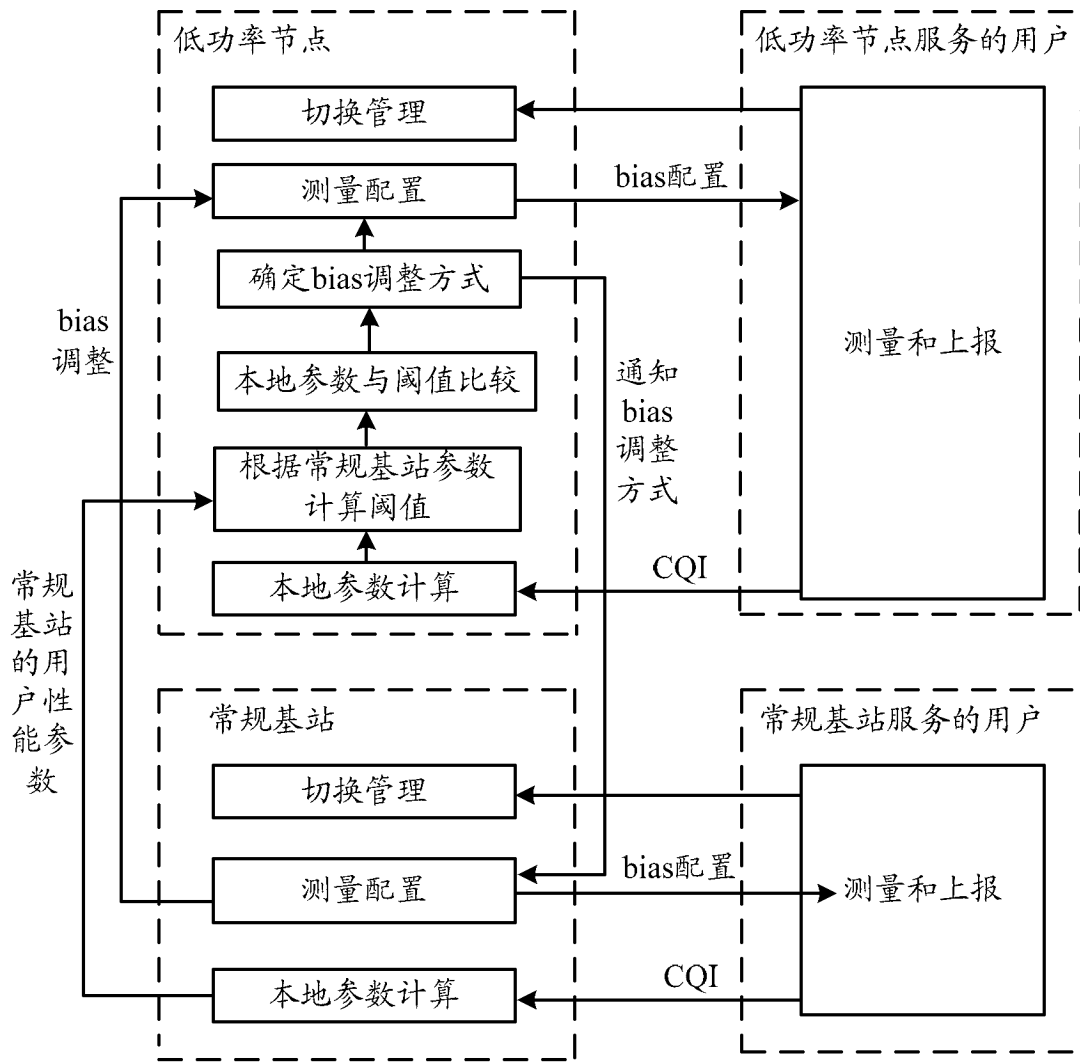 低功率节点
低功率节点服务的用户
切换管理
测量配置
bias配置
确定bias调整方式
bias
调整
测量和上报
本地参数与阈值比较
通知
bias
调整
方式
根据常规基站参数
计算阈值
CQI
本地参数计算
常规
基站
的用
户性
能参
数
常规基站
常规基站服务的用户
切换管理
bias配置
测量配置
测量和上报
CQI
本地参数计算